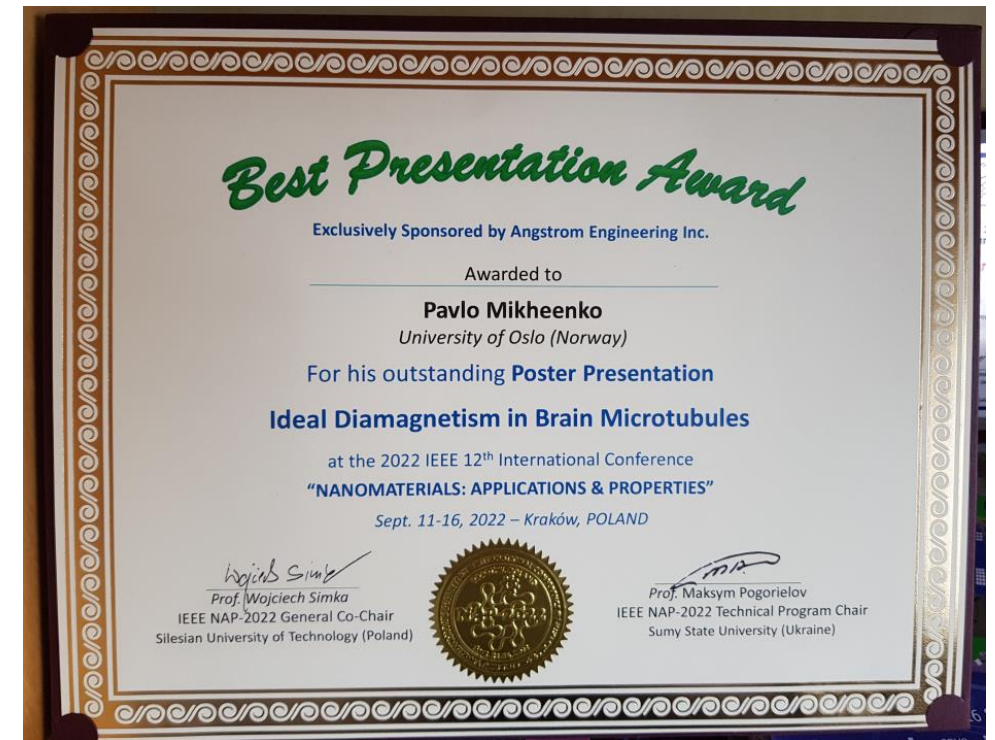 Best Presentation Award
Exclusively Sponsored by Angstrom Engineering Inc.
Awarded to
Pavlo Mikheenko
University of Oslo (Norway)
For his outstanding Poster Presentation
Ideal Diamagnetism in Brain Microtubules
at the 2022 IEEE 12th International Conference
“NANOMATERIALS: APPLICATIONS & PROPERTIES”
Sept. 11-16, 2022 – Kraków, POLAND
Wojciech Simka
Prof. Wojciech Simka
IEEE NAP-2022 General Co-Chair
Silesian University of Technology (Poland)
Prof. Maksym Pogorielov
IEEE NAP-2022 Technical Program Chair
Sumy State University (Ukraine)